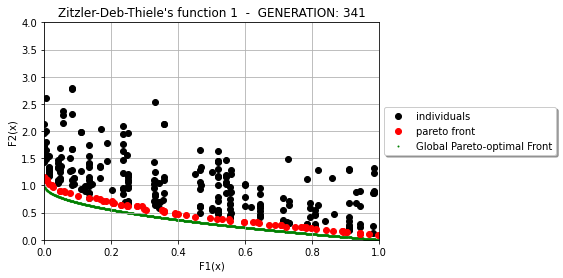 Zitzler-Deb-Thiele's function 1 - GENERATION: 341
4.0
3.5
3.0
2.5
2.0
1.5
1.0
0.5
0.0
F2(x)
0.0 0.2 0.4 0.6 0.8 1.0
F1(x)
individuals
pareto front
Global Pareto-optimal Front